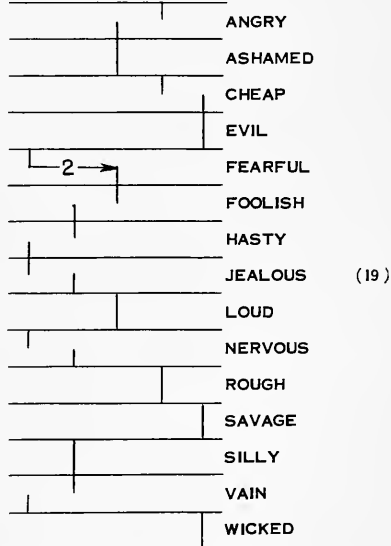 ANGRY
ASHAMED
CHEAP
EVIL
2 FEARFUL
FOOLISH
HASTY
JEALOUS (19)
LOUD
NERVOUS
ROUGH
SAVAGE
SILLY
VAIN
WICKED